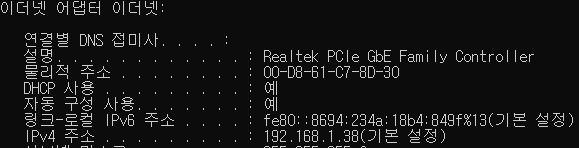 이더넷 어댑터 이더넷:
연결별 DNS 접미사. . . . :
설명. . . . . . . . . . . . : Realtek PCIe GbE Family Controller
물리적 주소 . . . . . . . . : 00-D8-61-C7-8D-30
DHCP 사용 . . . . . . . . . : 예
자동 구성 사용. . . . . . . : 예
링크-로컬 IPv6 주소 . . . . : fe80::8694:234a:18b4:849f%13(기본 설정)
IPv4 주소 . . . . . . . . . : 192.168.1.38(기본 설정)